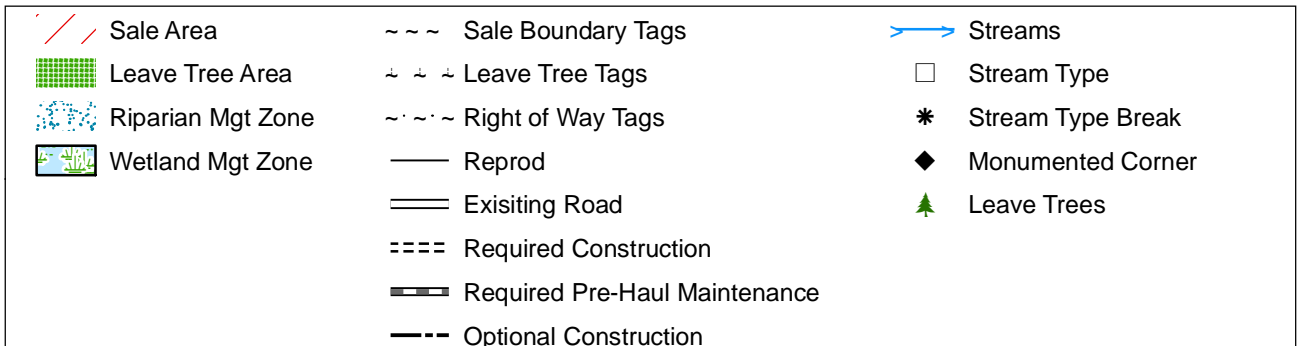 Sale Area
Leave Tree Area
Riparian Mgt Zone
Wetland Mgt Zone
Sale Boundary Tags
Leave Tree Tags
Right of Way Tags
Reprod
Exisiting Road
Required Construction
Required Pre-Haul Maintenance
Optional Construction
Streams
Stream Type
Stream Type Break
Monumented Corner
Leave Trees